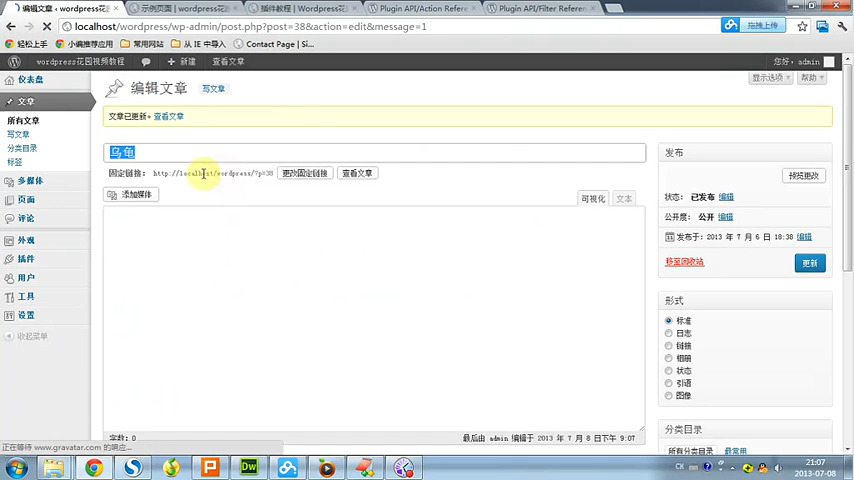 编辑文章 ‹ wordpress花
示例页面 | wordpress花
插件教程 | Wordpress花
Plugin API/Action Refere
Plugin API/Filter Referen
localhost/wordpress/wp-admin/post.php?post=38&action=edit&message=1
拖拽上传
轻松上手
小编推荐应用
常用网站
从 IE 中导入
Contact Page | Si...
wordpress花园视频教程
+ 新建
查看文章
您好, admin
仪表盘
编辑文章 写文章
显示选项
帮助
文章
文章已更新。 查看文章
所有文章
写文章
分类目录
标签
多媒体
页面
评论
外观
插件
用户
工具
设置
收起菜单
乌龟
固定链接： http://localhost/wordpress/?p=38 更改固定链接 查看文章
添加媒体
可视化 文本
发布
预览更改
状态： 已发布 编辑
公开度： 公开 编辑
发布于：2013 年 7 月 6 日 18:38 编辑
移至回收站
更新
形式
标准
日志
链接
相册
状态
引语
图像
分类目录
所有分类目录 最常用
字数：0
最后由 admin 编辑于 2013 年 7 月 8 日下午 9:07
正在等待 www.gravatar.com 的响应...
CH
21:07
2013-07-08